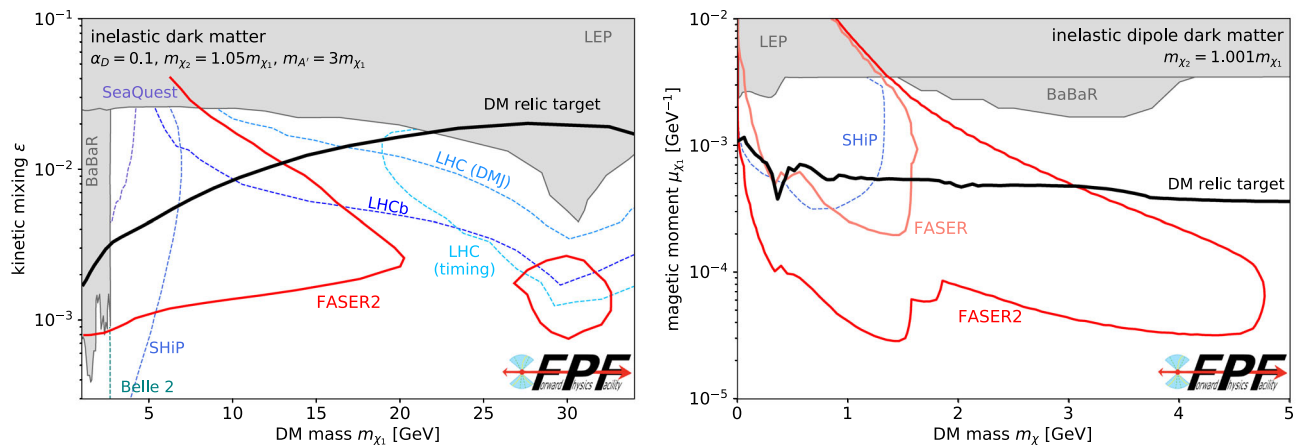 inelastic dark matter
α_D = 0.1, m_χ2 = 1.05m_χ1, m_A′ = 3m_χ1
LEP
SeaQuest
DM relic target
BaBaR
LHC (DMJ)
LHCb
LHC
(timing)
FASER2
SHiP
Belle 2
FPF
Forward Physics Facility
kinetic mixing ε
10⁻¹
10⁻²
10⁻³
5
10
15
20
25
30
DM mass m_χ1 [GeV]
LEP
inelastic dipole dark matter
m_χ2 = 1.001m_χ1
BaBaR
SHiP
DM relic target
FASER
FASER2
FPF
Forward Physics Facility
magetic moment μ_χ1 [GeV⁻¹]
10⁻²
10⁻³
10⁻⁴
10⁻⁵
0
1
2
3
4
5
DM mass m_χ [GeV]